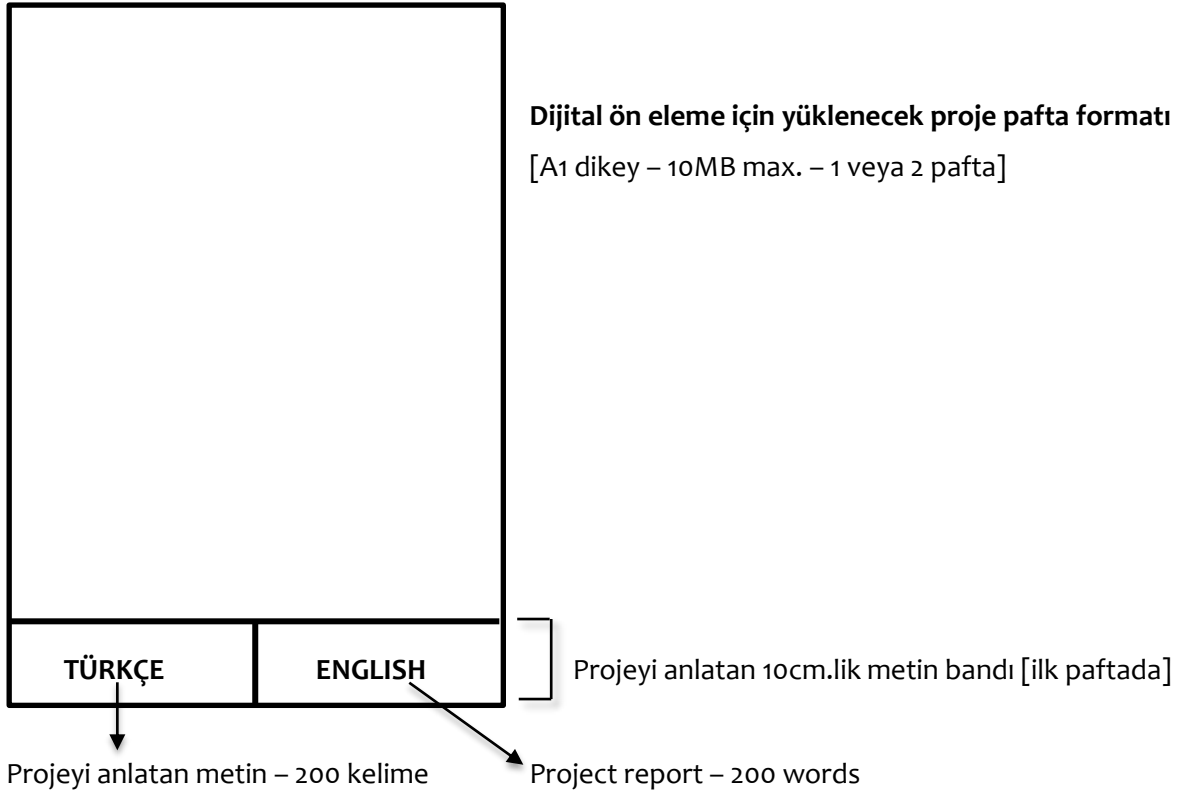 Dijital ön eleme için yüklenecek proje pafta formatı
[A1 dikey – 10MB max. – 1 veya 2 pafta]
TÜRKÇE
ENGLISH
Projeyi anlatan 10cm.lik metin bandı [ilk paftada]
Projeyi anlatan metin – 200 kelime
Project report – 200 words